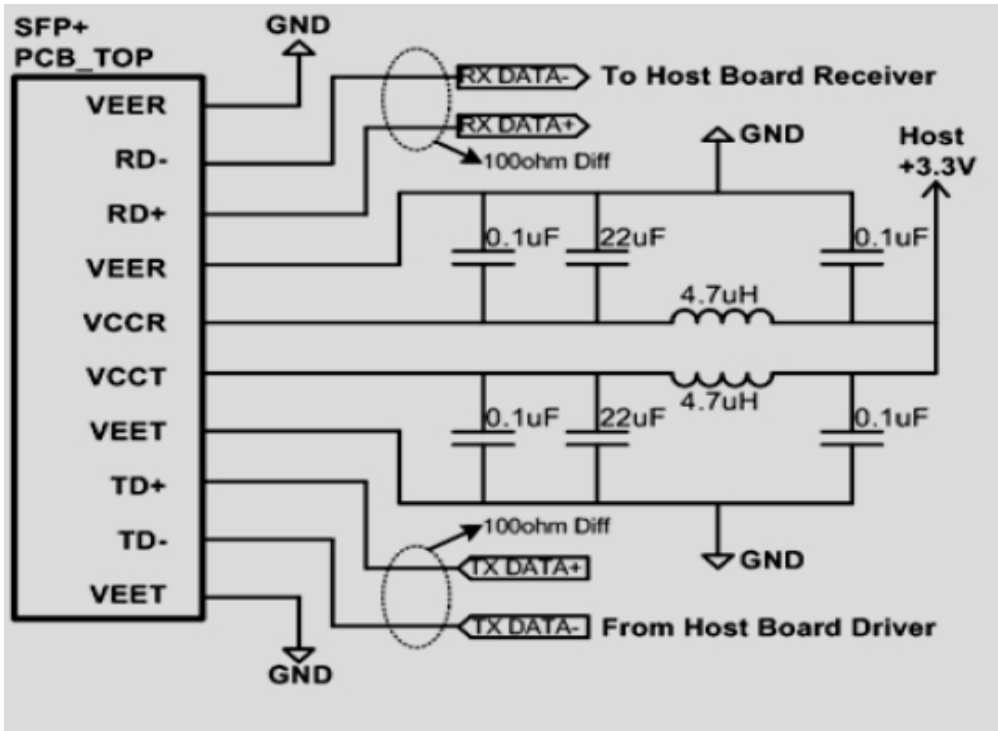 SFP+
PCB_TOP
GND
VEER
RX DATA-
To Host Board Receiver
RX DATA+
GND
Host
+3.3V
RD-
100ohm Diff
RD+
0.1uF
22uF
0.1uF
VEER
4.7uH
VCCR
VCCT
4.7uH
0.1uF
22uF
0.1uF
VEET
TD+
100ohm Diff
TD-
TX DATA+
GND
VEET
TX DATA-
From Host Board Driver
GND